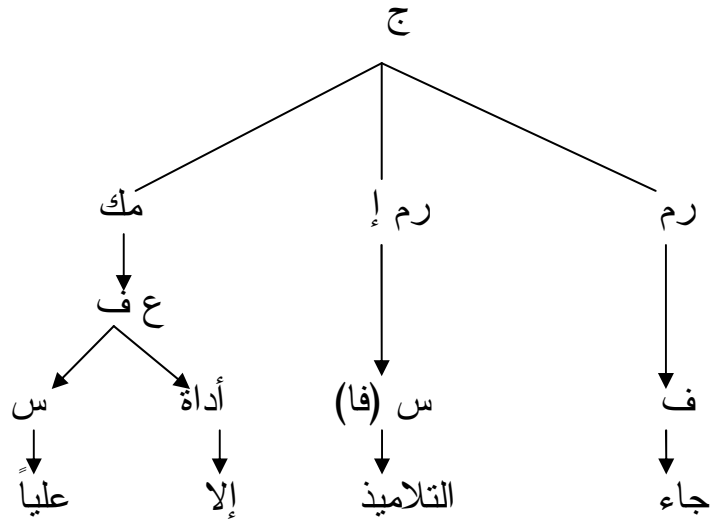 ج
رم رم إ مك
ع ف
ف س (فا) أداة س
جاء التلاميذ إلا علياً